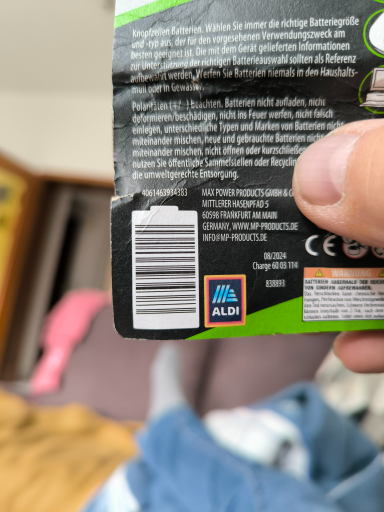 Knopfzellen Batterien. Wählen Sie immer die richtige Batteriegröße
und -typ aus, der für den vorgesehenen Verwendungszweck am
besten geeignet ist. Die mit dem Gerät gelieferten Informationen
zur Unterstützung der richtigen Batterieauswahl sollten als Referenz
aufbewahrt werden. Werfen Sie Batterien niemals in den Haushalts-
müll oder in Gewäss
Polaritäten (+/ ) beachten. Batterien nicht aufladen, nicht
deformieren/beschädigen, nicht ins Feuer werfen, nicht falsch
einlegen, unterschiedliche Typen und Marken von Batterien nicht
miteinander mischen, neue und gebrauchte Batterien nicht
miteinander mischen, nicht öffnen oder kurzschließen
nutzen Sie öffentliche Sammelstellen oder Recycling
die umweltgerechte Entsorgung.
4061463934383
MAX POWER PRODUCTS GMBH &
MITTLERER HASENPFAD 5
60598 FRANKFURT AM MAIN
GERMANY, WWW.MP-PRODUCTS.DE
INFO@MP-PRODUCTS.DE
08/2024
Charge 60 03 114
838893
CE
ALDI
BATTERIEN AUSSERHALB DER REICH
VON KINDERN AUFBEWAHREN.